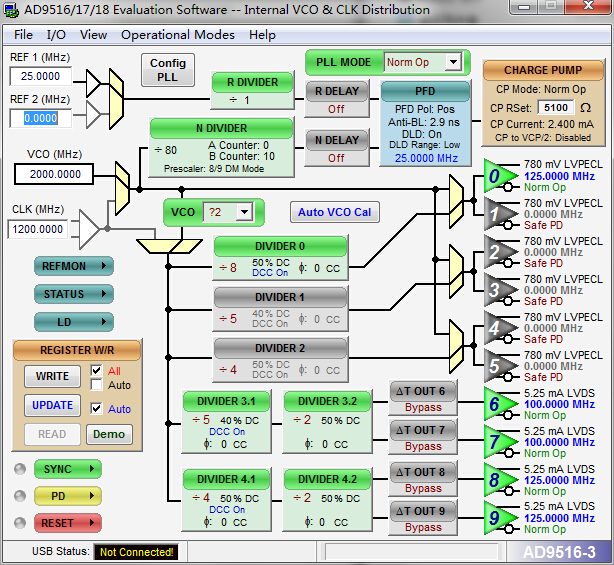 AD9516/17/18 Evaluation Software -- Internal VCO & CLK Distribution
File I/O View Operational Modes Help
REF 1 (MHz)
25.0000
REF 2 (MHz)
0.0000
Config
PLL
R DIVIDER
÷ 1
PLL MODE Norm Op
R DELAY
Off
PFD
PFD Pol: Pos
Anti-BL: 2.9 ns
DLD: On
DLD Range: Low
25.0000 MHz
CHARGE PUMP
CP Mode: Norm Op
CP RSet: 5100 Ω
CP Current: 2.400 mA
CP to VCP/2: Disabled
N DIVIDER
÷ 80
A Counter: 0
B Counter: 10
Prescaler: 8/9 DM Mode
N DELAY
Off
VCO (MHz)
2000.0000
CLK (MHz)
1200.0000
VCO ?2
Auto VCO Cal
DIVIDER 0
÷ 8 50% DC ϕ: 0 CC
DCC On
DIVIDER 1
÷ 5 40% DC ϕ: 0 CC
DCC On
DIVIDER 2
÷ 4 50% DC ϕ: 0 CC
DCC On
DIVIDER 3.1
÷ 5 40% DC
DCC On
ϕ: 0 CC
DIVIDER 3.2
÷ 2 50% DC
ϕ: 0 CC
DIVIDER 4.1
÷ 4 50% DC
DCC On
ϕ: 0 CC
DIVIDER 4.2
÷ 2 50% DC
ϕ: 0 CC
ΔT OUT 6
Bypass
ΔT OUT 7
Bypass
ΔT OUT 8
Bypass
ΔT OUT 9
Bypass
0
780 mV LVPECL
125.0000 MHz
Norm Op
1
780 mV LVPECL
0.0000 MHz
Safe PD
2
780 mV LVPECL
0.0000 MHz
Safe PD
3
780 mV LVPECL
0.0000 MHz
Safe PD
4
780 mV LVPECL
0.0000 MHz
Safe PD
5
780 mV LVPECL
0.0000 MHz
Safe PD
6
5.25 mA LVDS
100.0000 MHz
Norm Op
7
5.25 mA LVDS
100.0000 MHz
Norm Op
8
5.25 mA LVDS
125.0000 MHz
Norm Op
9
5.25 mA LVDS
125.0000 MHz
Norm Op
REFMON
STATUS
LD
REGISTER W/R
WRITE
All
Auto
UPDATE
Auto
READ
Demo
SYNC
PD
RESET
USB Status: Not Connected!
AD9516-3